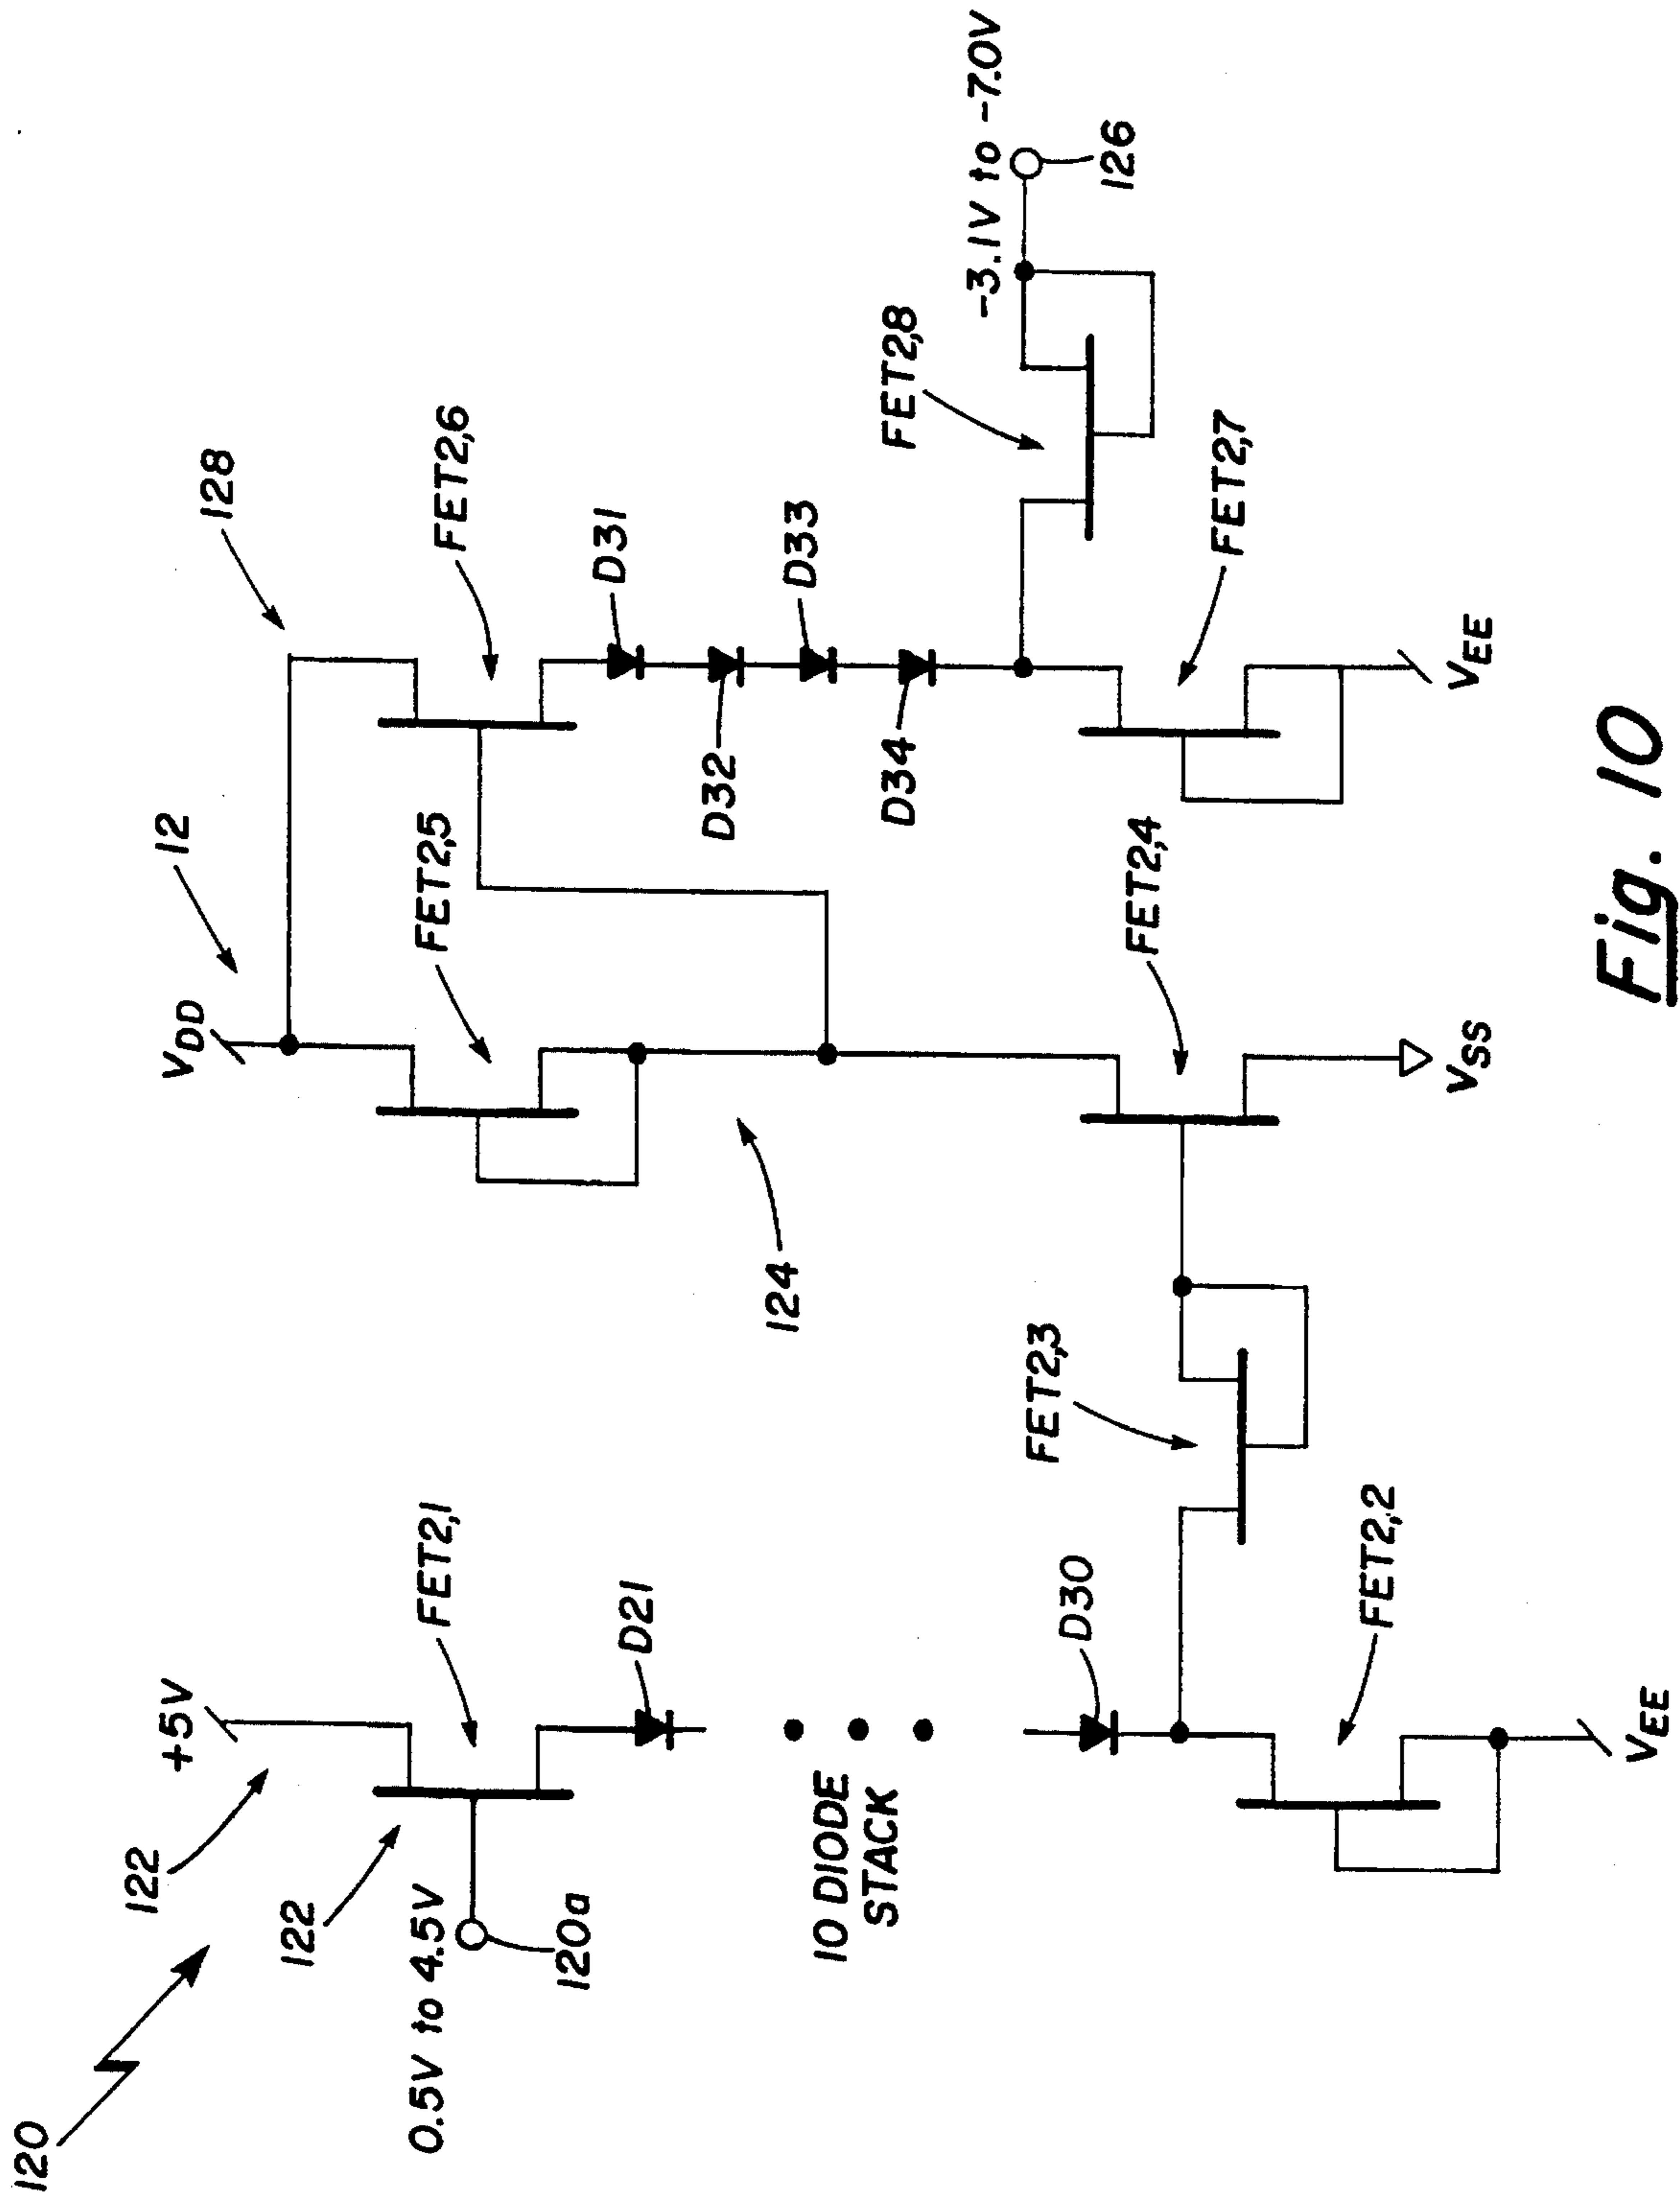 120
122
+5V
122
0.5V to 4.5V
120a
FET2,1
D21
10 DIODE
STACK
D30
FET2,2
VEE
FET2,3
124
12
VDD
FET2,5
FET2,4
VSS
128
FET2,6
D31
D32
D33
D34
FET2,7
VEE
FET2,8
-3.1V to -7.0V
126
Fig. 10